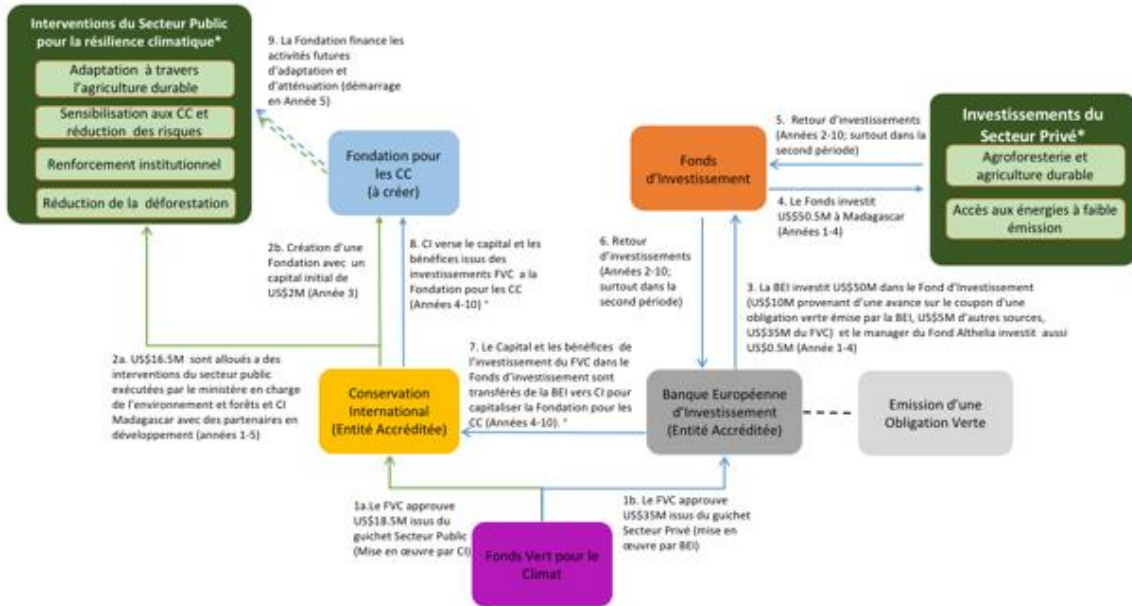 Interventions du Secteur Public
pour la résilience climatique*
Adaptation à travers
l'agriculture durable
Sensibilisation aux CC et
réduction des risques
Renforcement institutionnel
Réduction de la déforestation
9. La Fondation finance les
activités futures
d'adaptation et
d'atténuation (démarrage
en Année 5)
Fondation pour
les CC
(à créer)
Fonds
d'Investissement
5. Retour d'investissements
(Années 2-10; surtout dans la
second période)
4. Le Fonds investit
US$50.5M à Madagascar
(Années 1-4)
Investissements du
Secteur Privé*
Agroforesterie et
agriculture durable
Accès aux énergies à faible
émission
2b. Création d'une
Fondation avec un
capital initial de
US$2M (Année 3)
8. CI verse le capital et les
bénéfices issus des
investissements FVC a la
Fondation pour les CC
(Années 4-10) °
6. Retour
d'investissements
(Années 2-10;
surtout dans la
second période)
3. La BEI investit US$50M dans le Fond d'Investissement
(US$10M provenant d'une avance sur le coupon d'une
obligation verte émise par la BEI, US$5M d'autres sources,
US$35M du FVC) et le manager du Fond Althelia investit aussi
US$0.5M (Année 1-4)
2a. US$16.5M sont alloués a des
interventions du secteur public
exécutées par le ministère en charge
de l'environnement et forêts et CI
Madagascar avec des partenaires en
développement (années 1-5)
Conservation
International
(Entité Accréditée)
7. Le Capital et les bénéfices de
l'investissement du FVC dans le
Fonds d'investissement sont
transférés de la BEI vers CI pour
capitaliser la Fondation pour les
CC (Années 4-10). °
Banque Européenne
d'Investissement
(Entité Accréditée)
Emission d'une
Obligation Verte
1a.Le FVC approuve
US$18.5M issus du
guichet Secteur Public
(Mise en œuvre par CI)
1b. Le FVC approuve
US$35M issus du guichet
Secteur Privé (mise en
œuvre par BEI)
Fonds Vert pour le
Climat